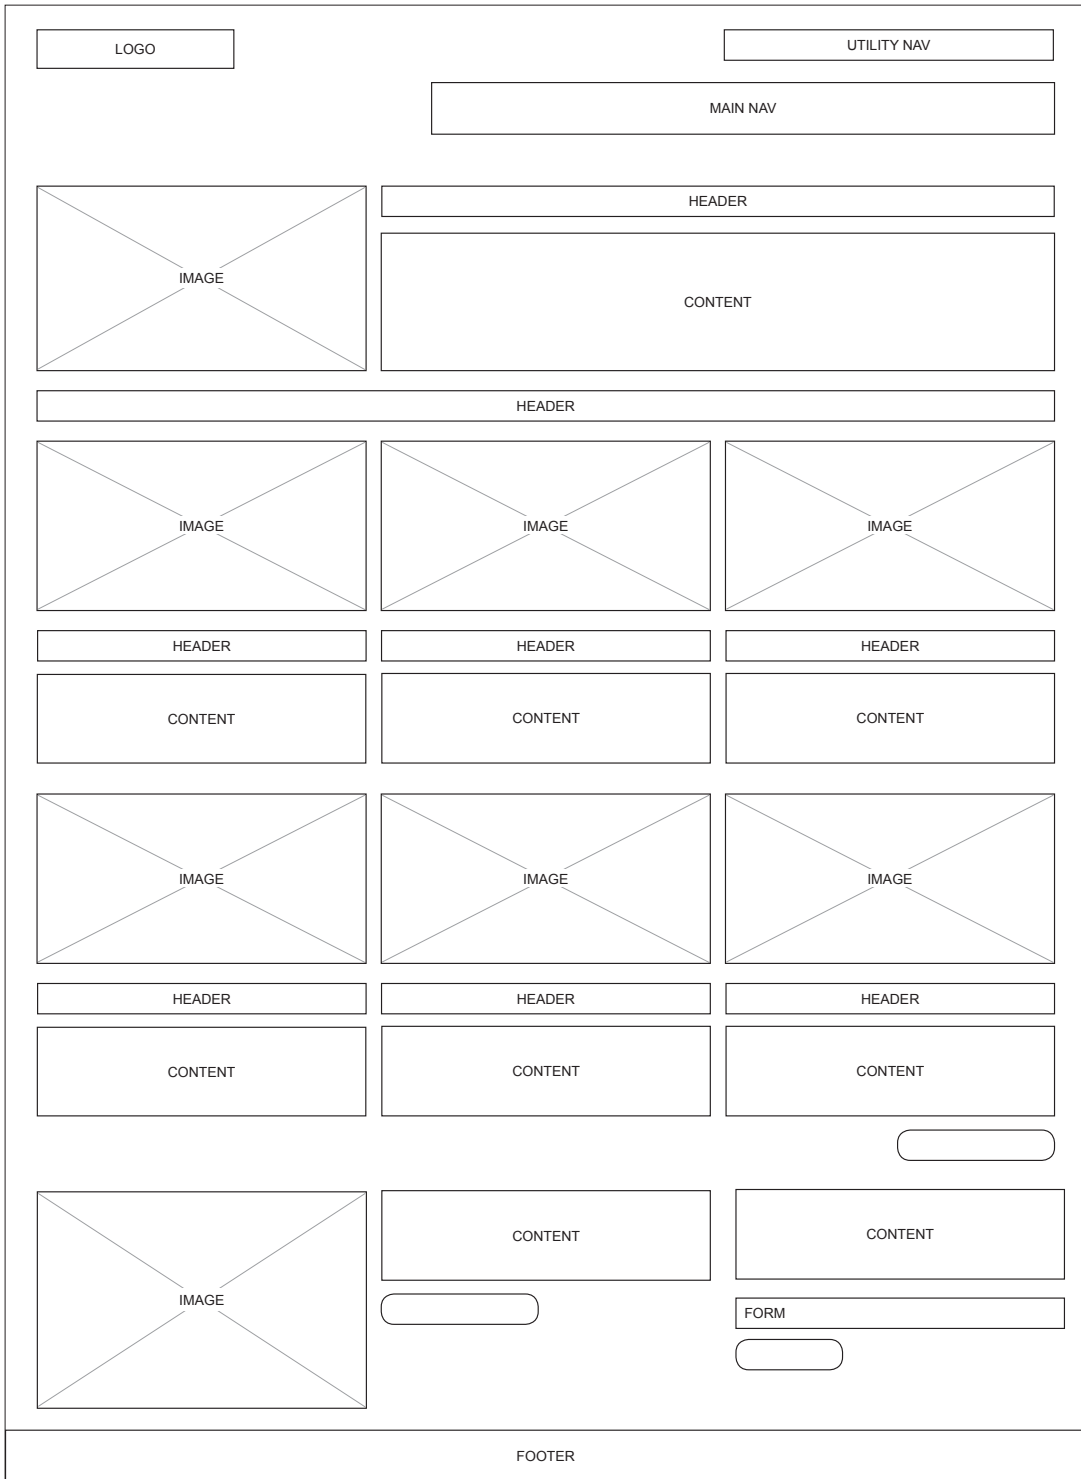 LOGO
UTILITY NAV
MAIN NAV
IMAGE
HEADER
CONTENT
HEADER
IMAGE
IMAGE
IMAGE
HEADER
HEADER
HEADER
CONTENT
CONTENT
CONTENT
IMAGE
IMAGE
IMAGE
HEADER
HEADER
HEADER
CONTENT
CONTENT
CONTENT
IMAGE
CONTENT
CONTENT
FORM
FOOTER